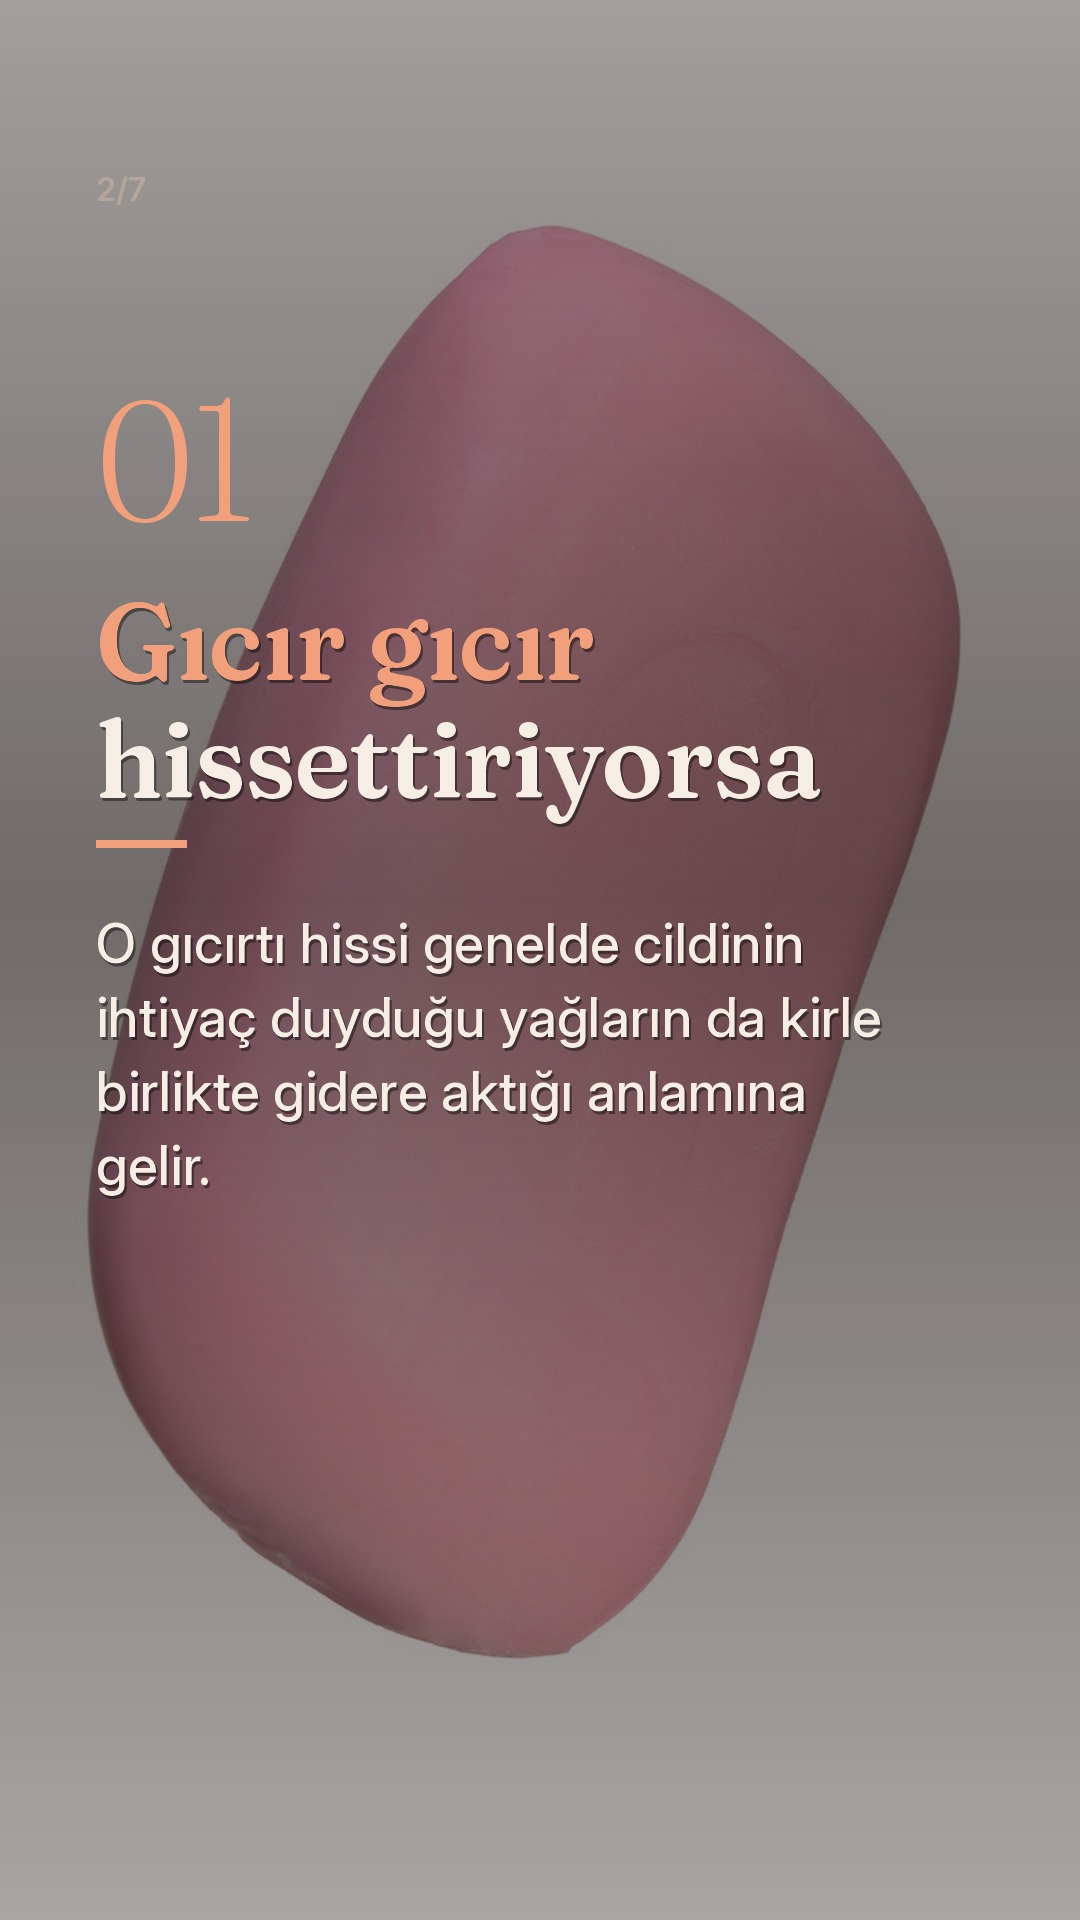 2/7
01
Gıcır gıcır
hissettiriyorsa
O gıcırtı hissi genelde cildinin
ihtiyaç duyduğu yağların da kirle
birlikte gidere aktığı anlamına
gelir.